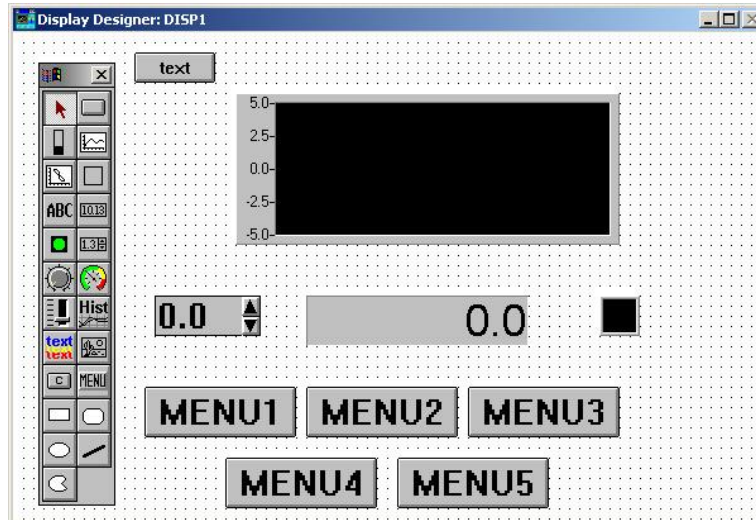 Display Designer: DISP1
text
5.0
2.5
0.0
-2.5
-5.0
ABC
10.13
1.3
Hist
text
text
C
MENU
0.0
0.0
MENU1
MENU2
MENU3
MENU4
MENU5